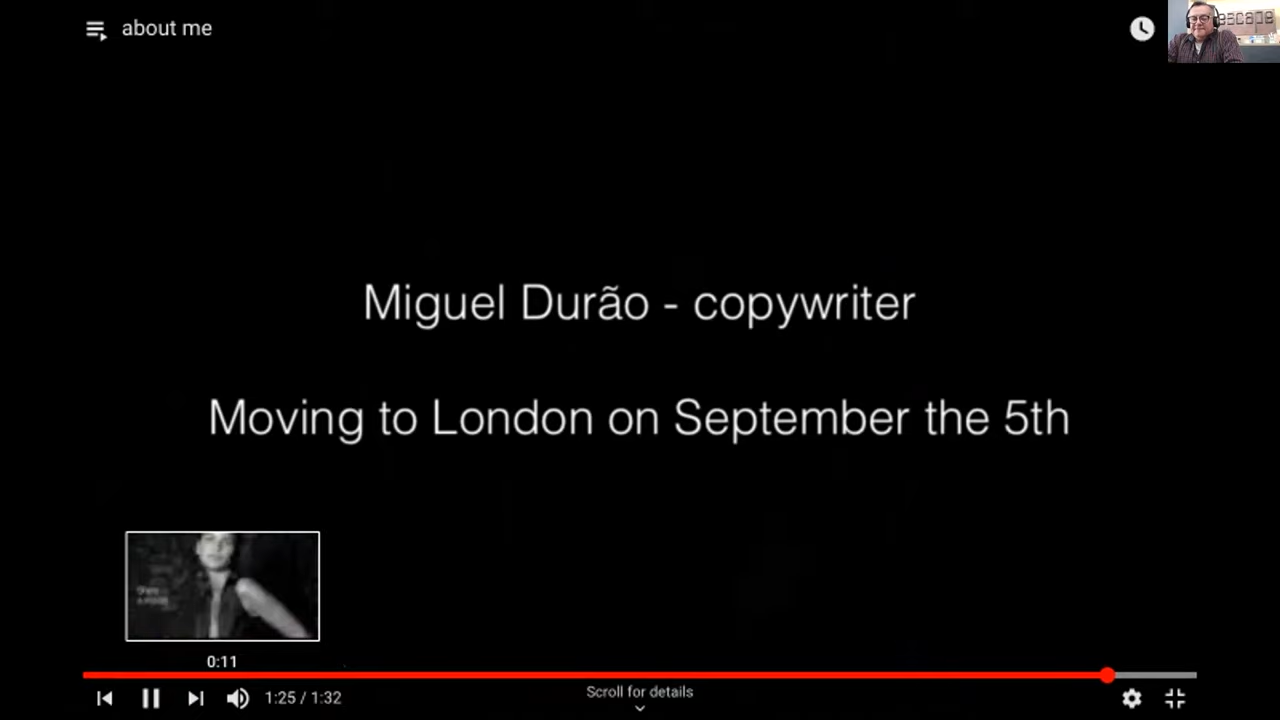 about me
escape
Miguel Durão - copywriter
Moving to London on September the 5th
0:11
1:25 / 1:32
Scroll for details